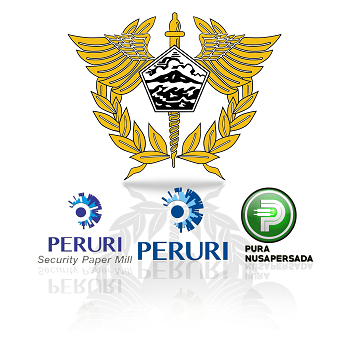 PERURI
Security Paper Mill
PERURI
P
PURA
NUSAPERSADA